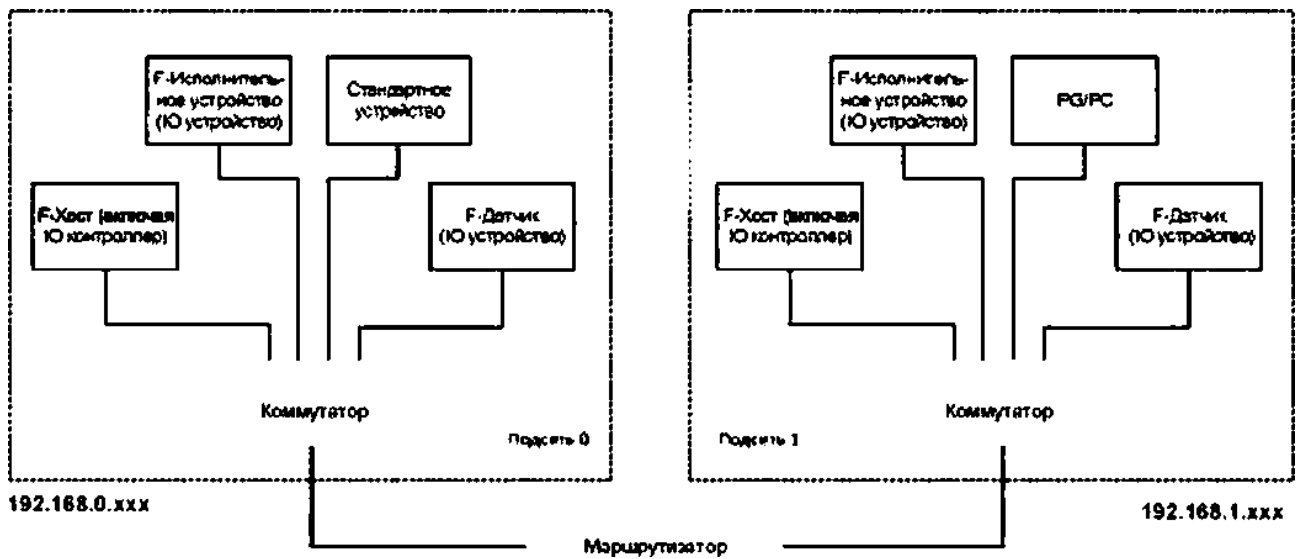 F-Исполнитель-
ное устройство
(IO устройство)
Стандартное
устройство
F-Хост (включая
IO контроллер)
F-Датчик
(IO устройство)
Коммутатор
Подсеть 0
192.168.0.xxx
F-Исполнитель-
ное устройство
(IO устройство)
PG/PC
F-Хост (включая
IO контроллер)
F-Датчик
(IO устройство)
Коммутатор
Подсеть 1
192.168.1.xxx
Маршрутизатор